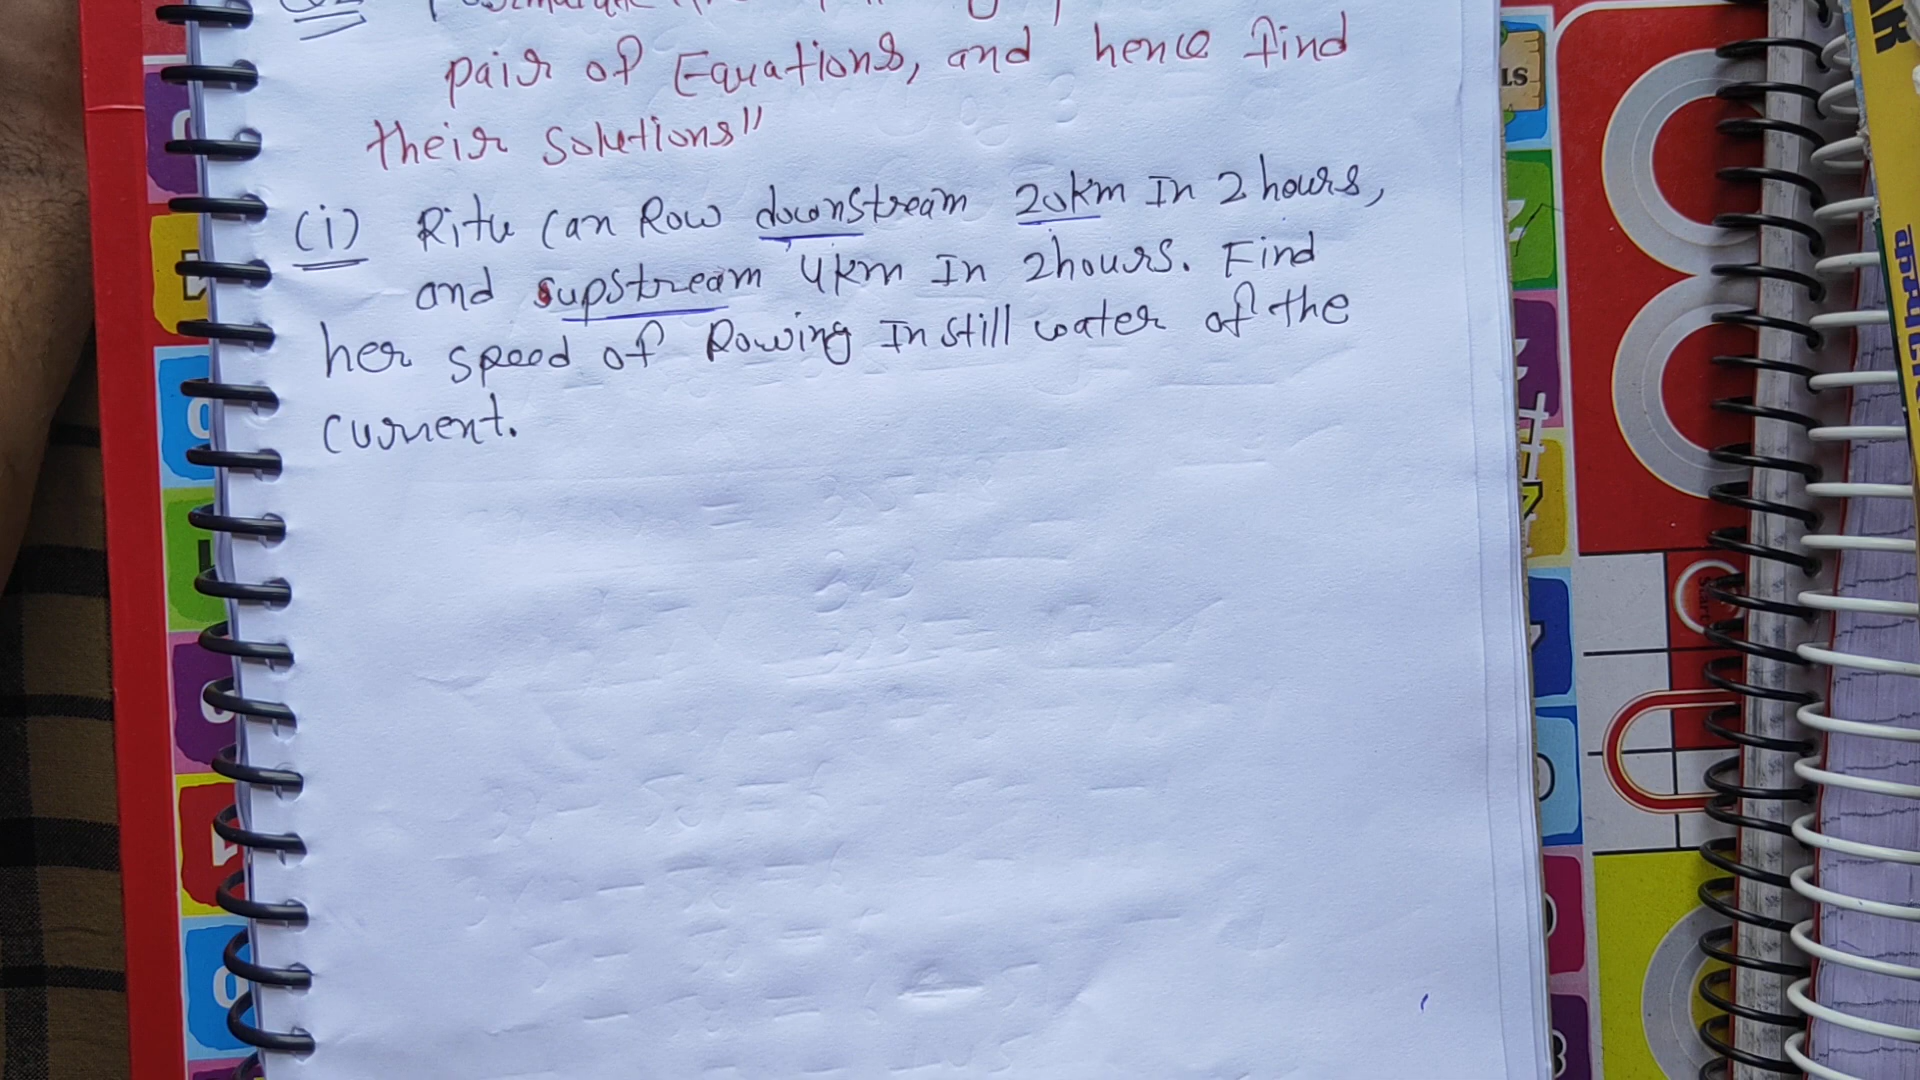 pair of Equations, and hence find
their solutions"
(i) Ritu can Row downstream 20km In 2 hours,
and supstream 4km In 2hours. Find
her speed of Rowing In still water of the
current.
LS